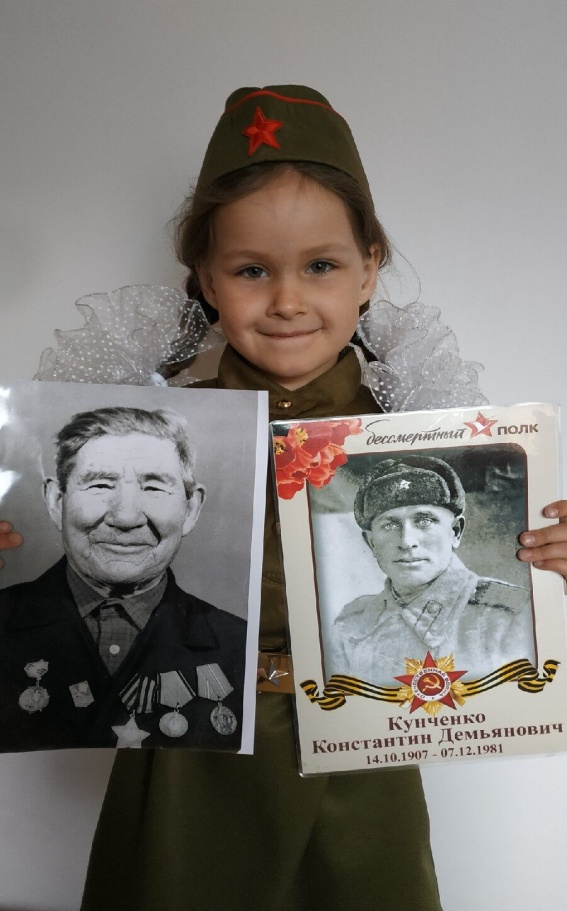 бессмертный полк
Кунченко
Константин Демьянович
14.10.1907 - 07.12.1981